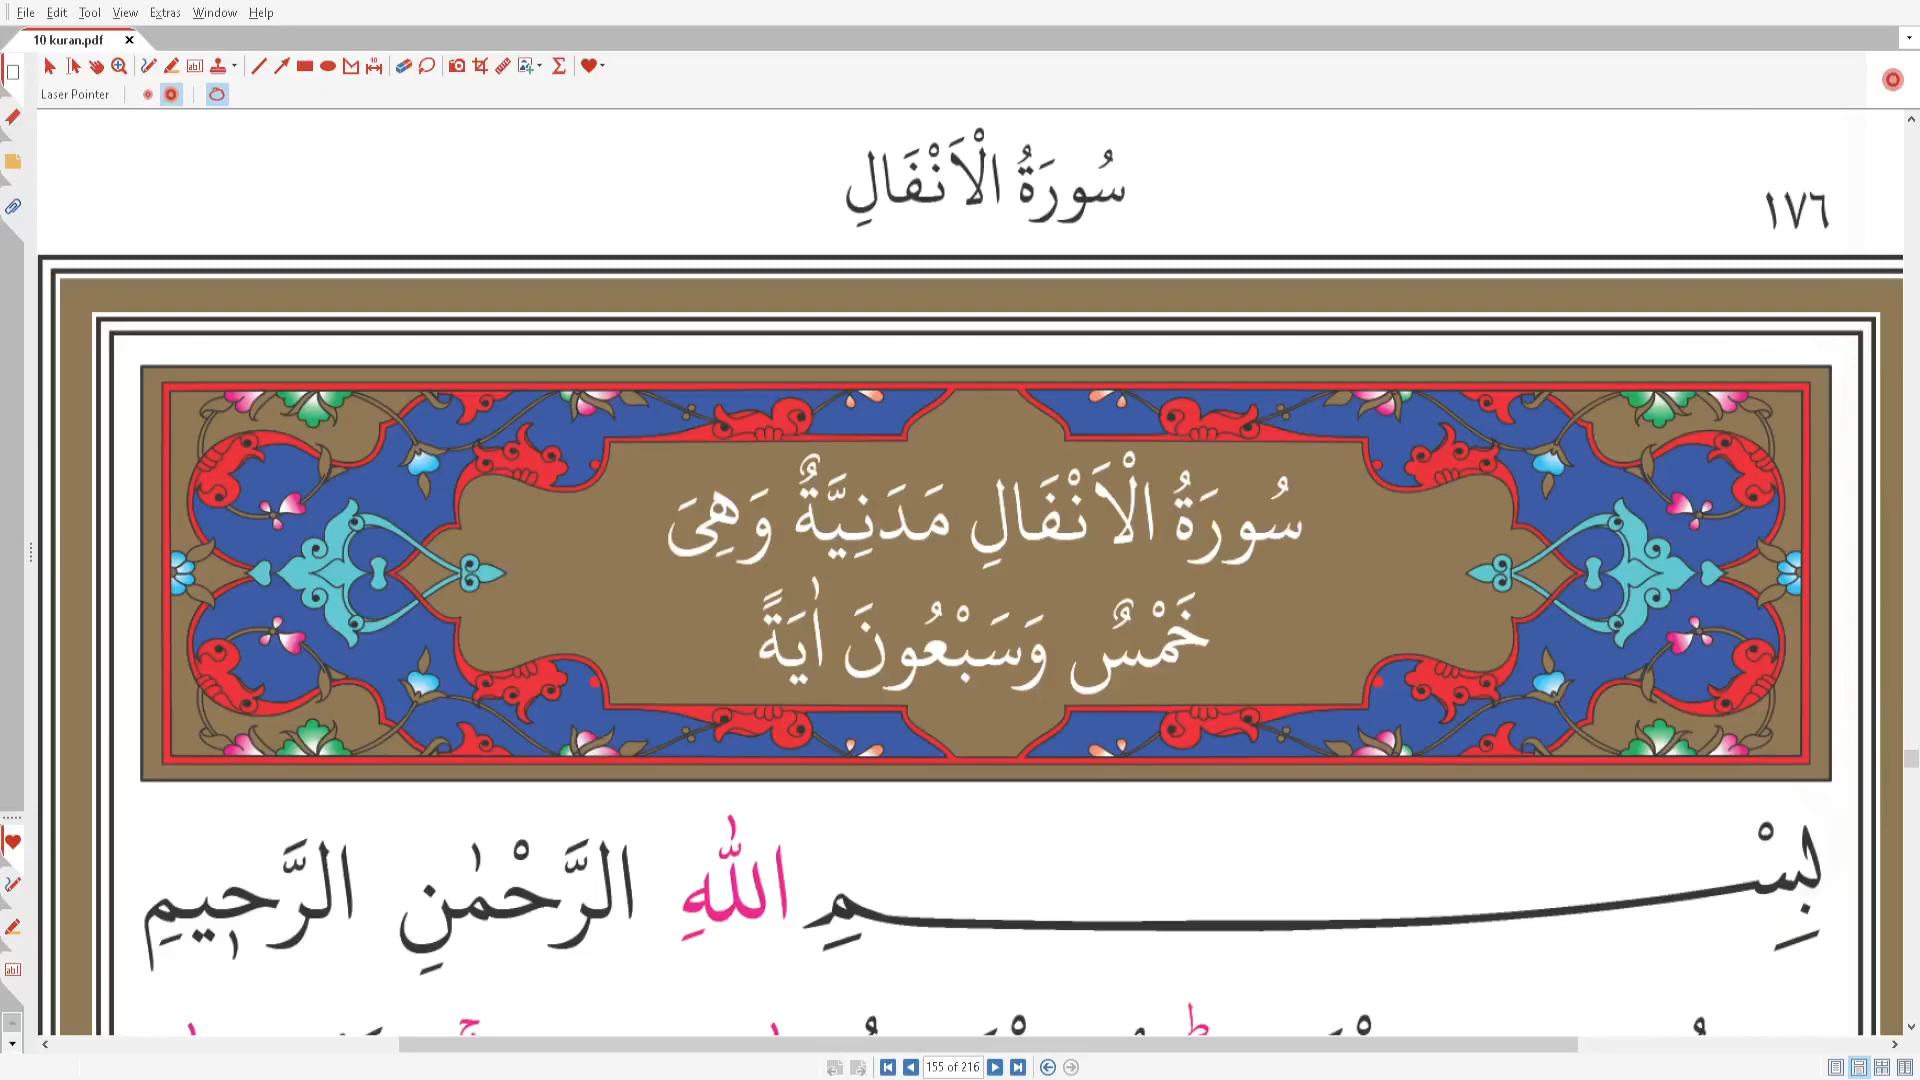 File Edit Tool View Extras Window Help
10 kuran.pdf
Laser Pointer
سُورَةُ الْاَنْفَالِ
١٧٦
سُورَةُ الْاَنْفَالِ مَدَنِيَّةٌ وَهِىَ
خَمْسٌ وَسَبْعُونَ اٰيَةً
بِسْمِ اللّٰهِ الرَّحْمٰنِ الرَّح۪يمِ
155 of 216